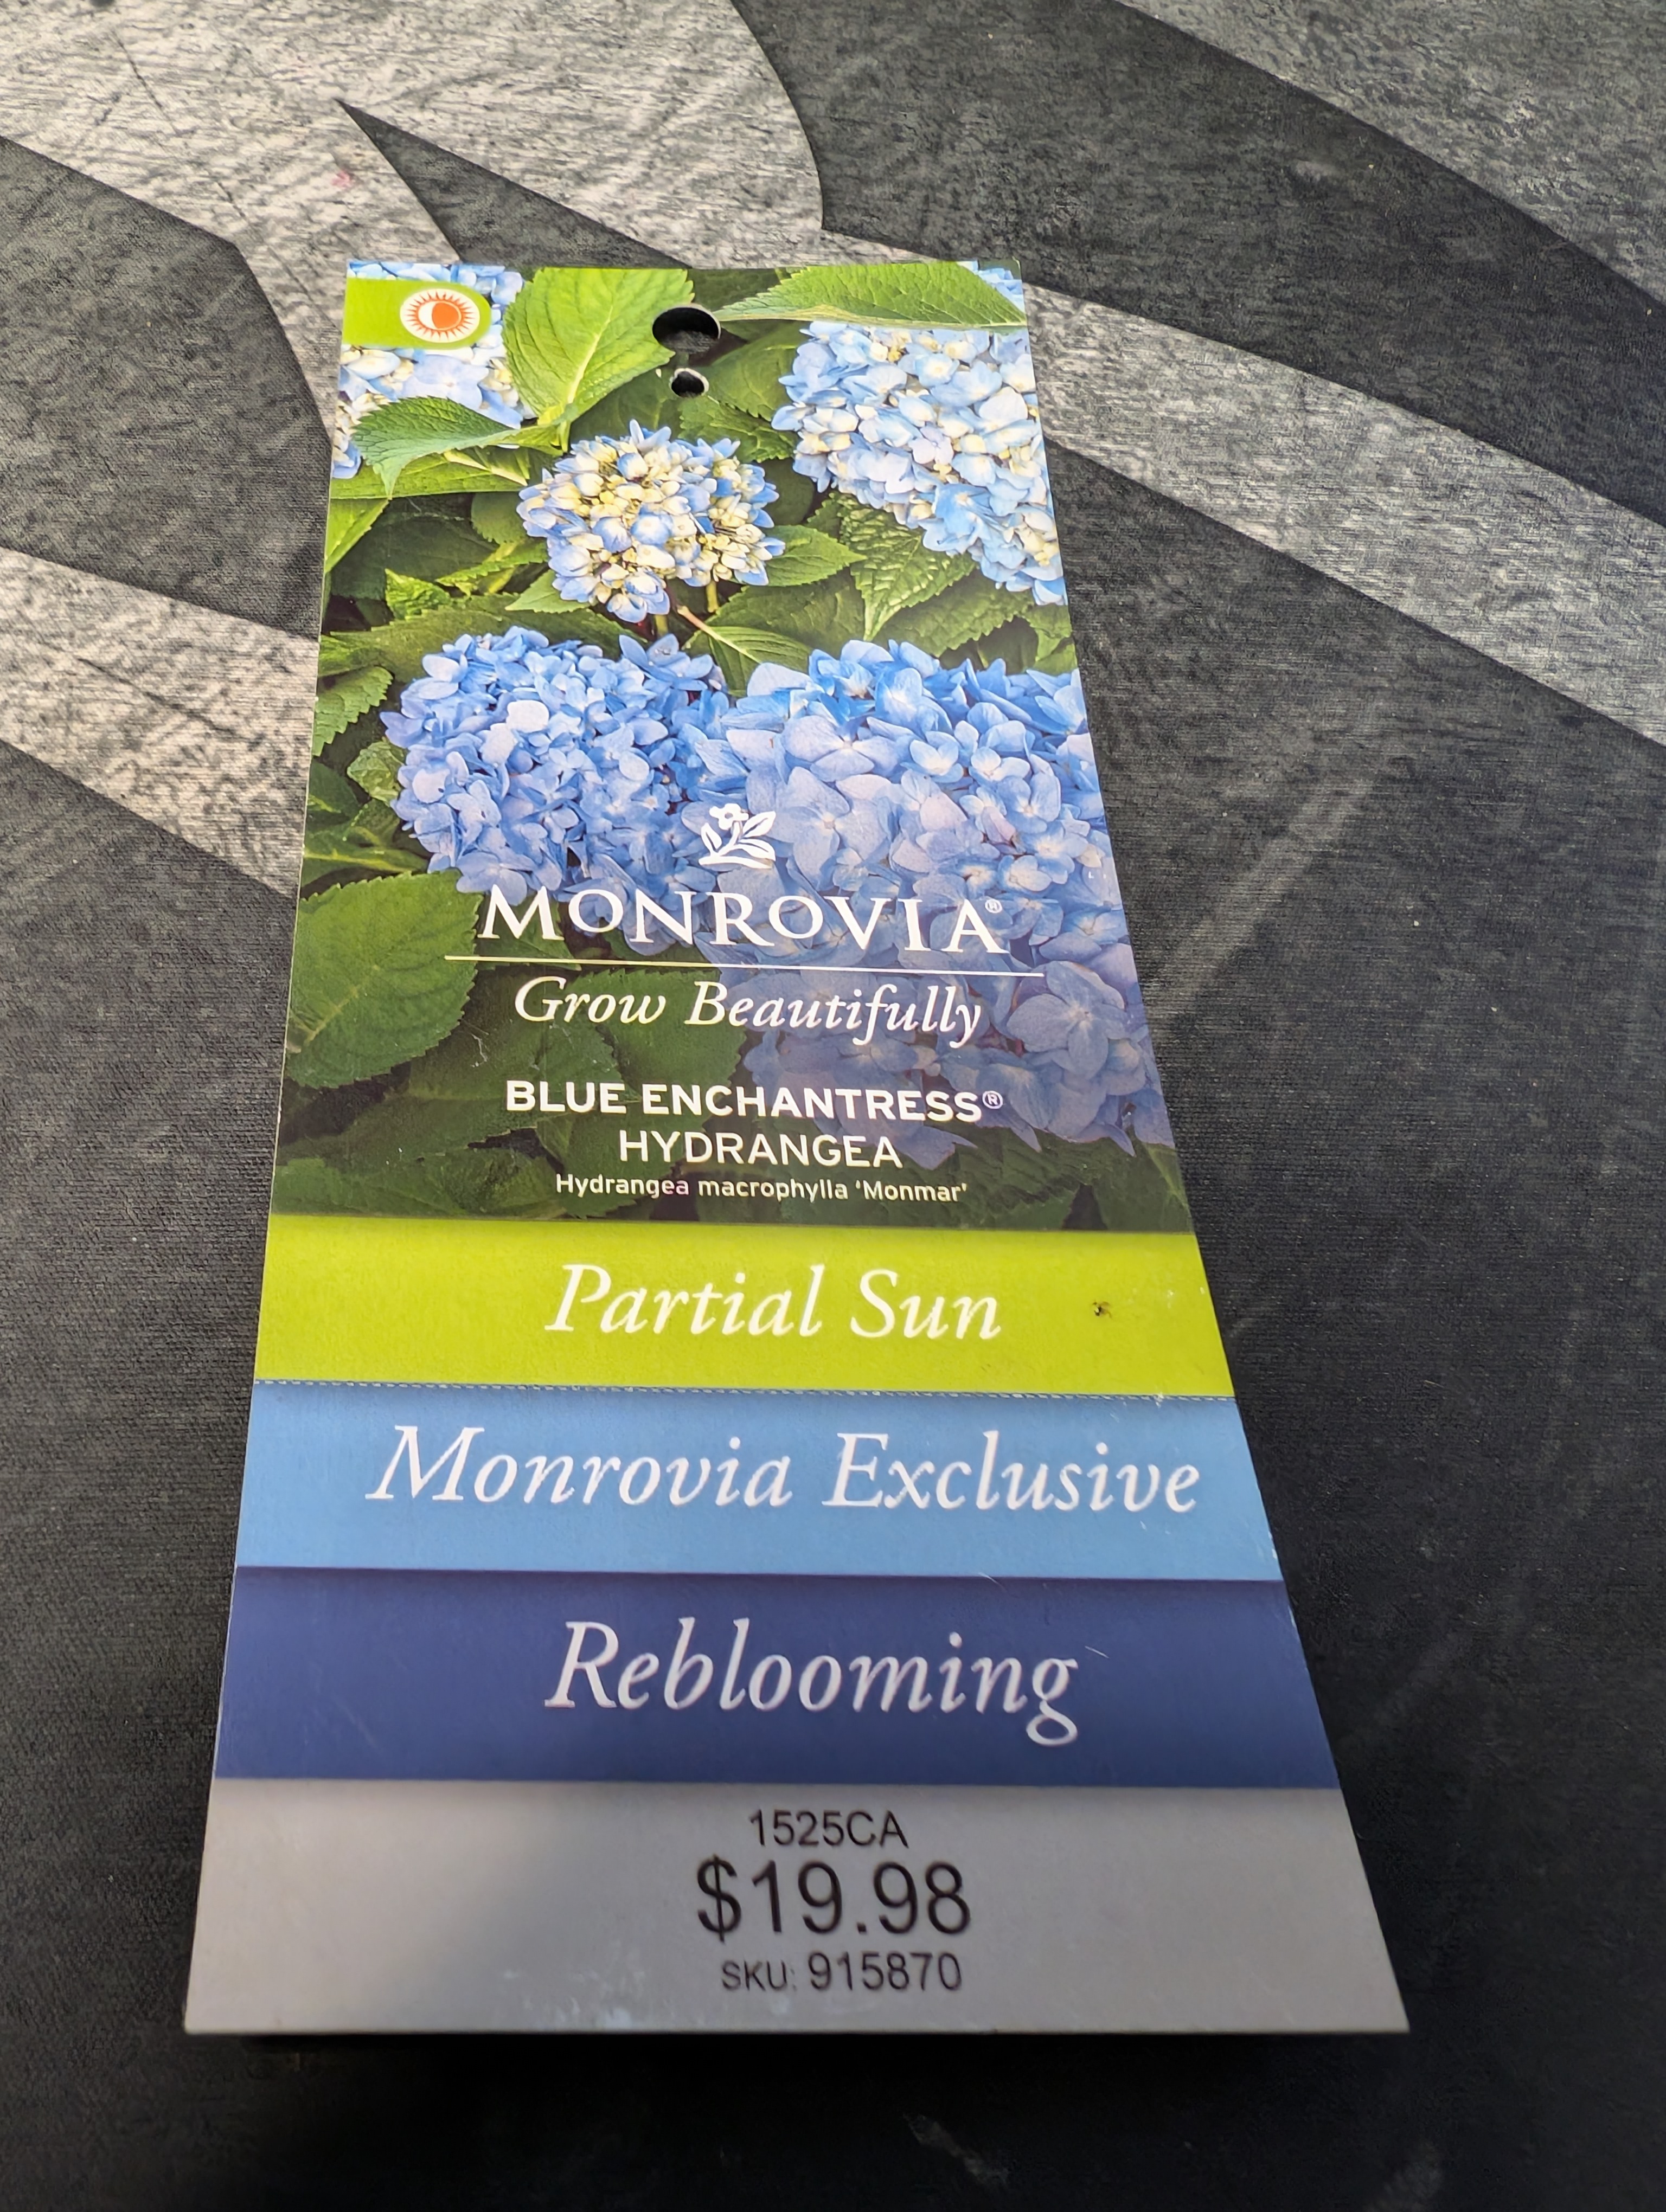 MONROVIA®
Grow Beautifully
BLUE ENCHANTRESS®
HYDRANGEA
Hydrangea macrophylla ‘Monmar’
Partial Sun
Monrovia Exclusive
Reblooming
1525CA
$19.98
SKU: 915870